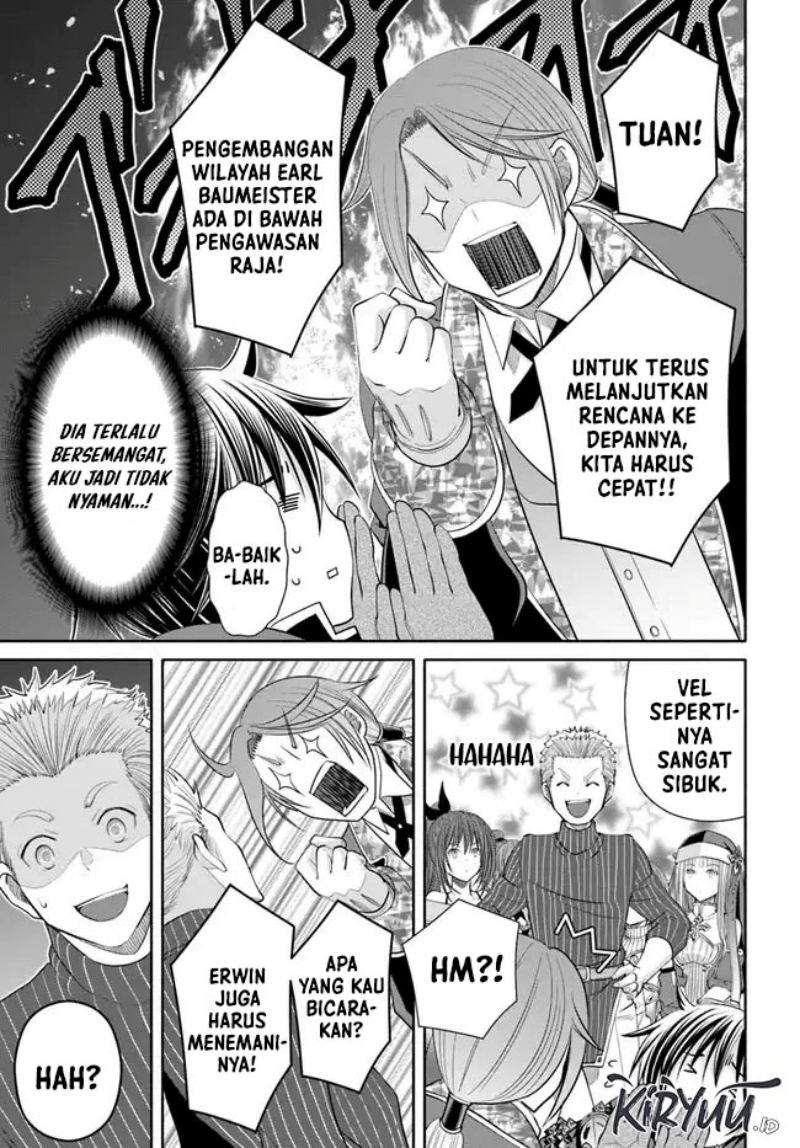 TUAN!
PENGEMBANGAN
WILAYAH EARL
BAUMEISTER
ADA DI BAWAH
PENGAWASAN
RAJA!
UNTUK TERUS
MELANJUTKAN
RENCANA KE
DEPANNYA,
KITA HARUS
CEPAT!!
DIA TERLALU
BERSEMANGAT,
AKU JADI TIDAK
NYAMAN...!
BA-BAIK
-LAH.
VEL
SEPERTI-
NYA
SANGAT
SIBUK.
HAHAHA
HM?!
APA
YANG KAU
BICARA-
KAN?
ERWIN
JUGA
HARUS
MENEMANI-
NYA!
HAH?
KIRYUU.ID